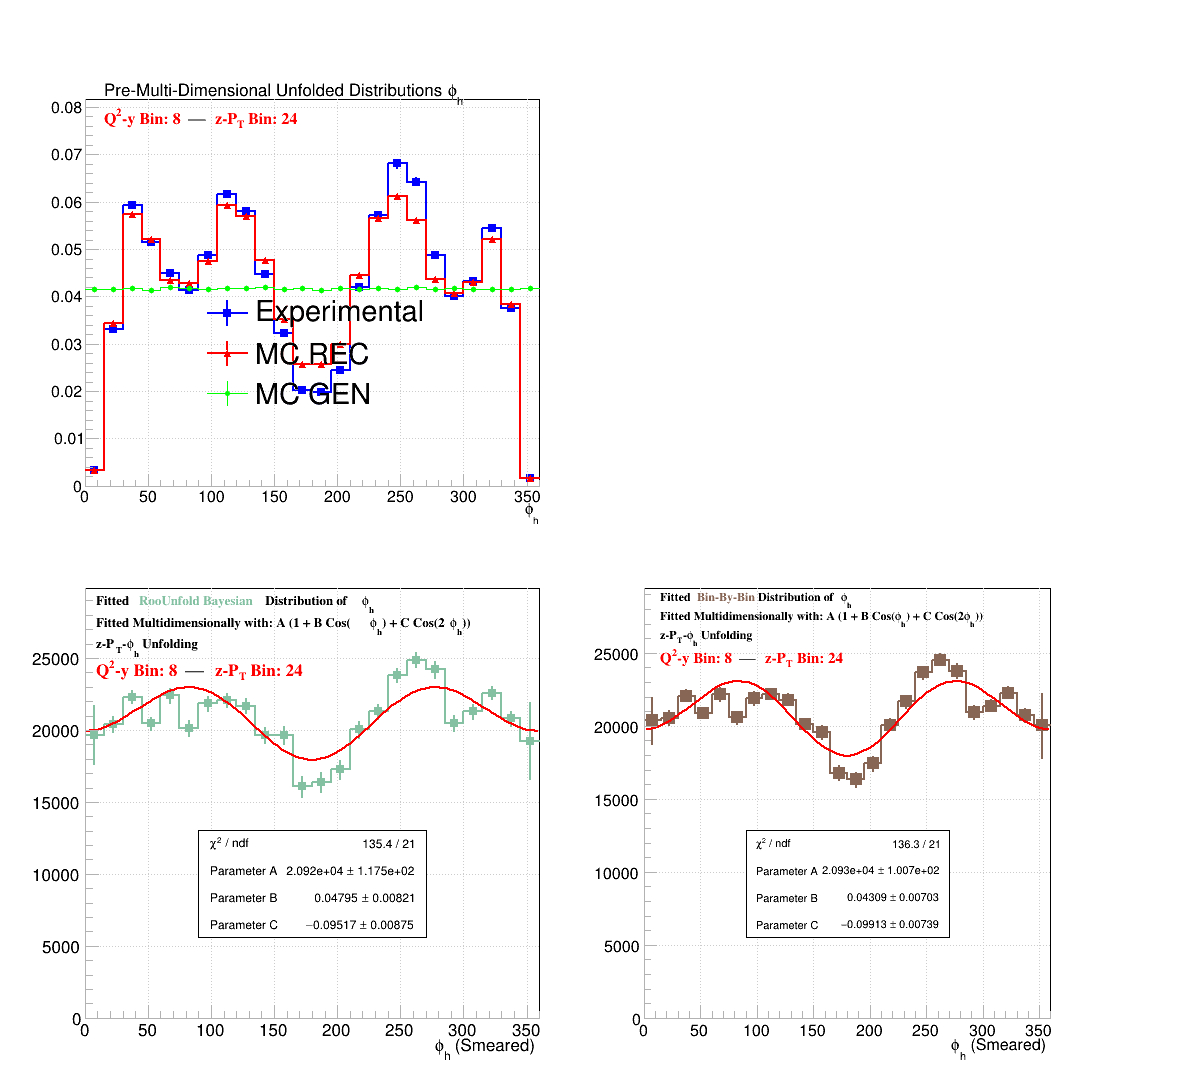 Pre-Multi-Dimensional Unfolded Distributions ϕh
Q²-y Bin: 8 — z-PT Bin: 24
0.08
0.07
0.06
0.05
0.04
0.03
0.02
0.01
0
Experimental
MC REC
MC GEN
0 50 100 150 200 250 300 350
ϕh
Fitted RooUnfold Bayesian Distribution of ϕh
Fitted Multidimensionally with: A (1 + B Cos( ϕh) + C Cos(2 ϕh))
z-PT-ϕh Unfolding
Q²-y Bin: 8 — z-PT Bin: 24
25000
20000
15000
10000
5000
0
χ² / ndf 135.4 / 21
Parameter A 2.092e+04 ± 1.175e+02
Parameter B 0.04795 ± 0.00821
Parameter C −0.09517 ± 0.00875
0 50 100 150 200 250 300 350
ϕh (Smeared)
Fitted Bin-By-Bin Distribution of ϕh
Fitted Multidimensionally with: A (1 + B Cos(ϕh) + C Cos(2ϕh))
z-PT-ϕh Unfolding
Q²-y Bin: 8 — z-PT Bin: 24
25000
20000
15000
10000
5000
0
χ² / ndf 136.3 / 21
Parameter A 2.093e+04 ± 1.007e+02
Parameter B 0.04309 ± 0.00703
Parameter C −0.09913 ± 0.00739
0 50 100 150 200 250 300 350
ϕh (Smeared)